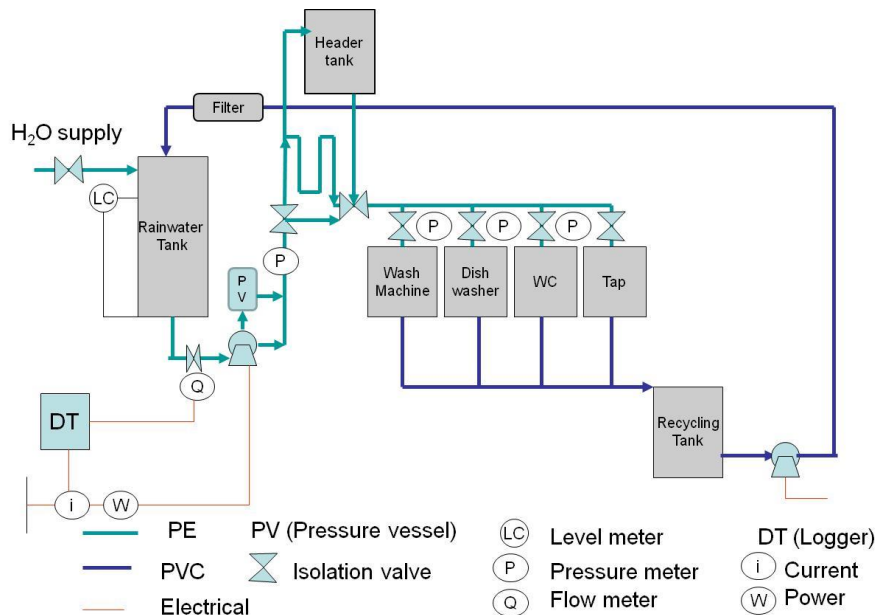 Header
tank
Filter
H₂O supply
LC
Rainwater
Tank
P
P
P
P
Wash
Machine
Dish
washer
WC
Tap
P
V
Q
DT
Recycling
Tank
i
W
PE
PV (Pressure vessel)
LC
Level meter
DT (Logger)
PVC
Isolation valve
P
Pressure meter
i
Current
Electrical
Q
Flow meter
W
Power